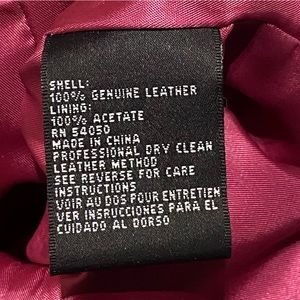 SHELL:
100% GENUINE LEATHER
LINING:
100% ACETATE
RN 54050
MADE IN CHINA
PROFESSIONAL DRY CLEAN
LEATHER METHOD
SEE REVERSE FOR CARE
INSTRUCTIONS
VOIR AU DOS POUR ENTRETIEN
VER INSRUCCIONES PARA EL
CUIDADO AL DORSO